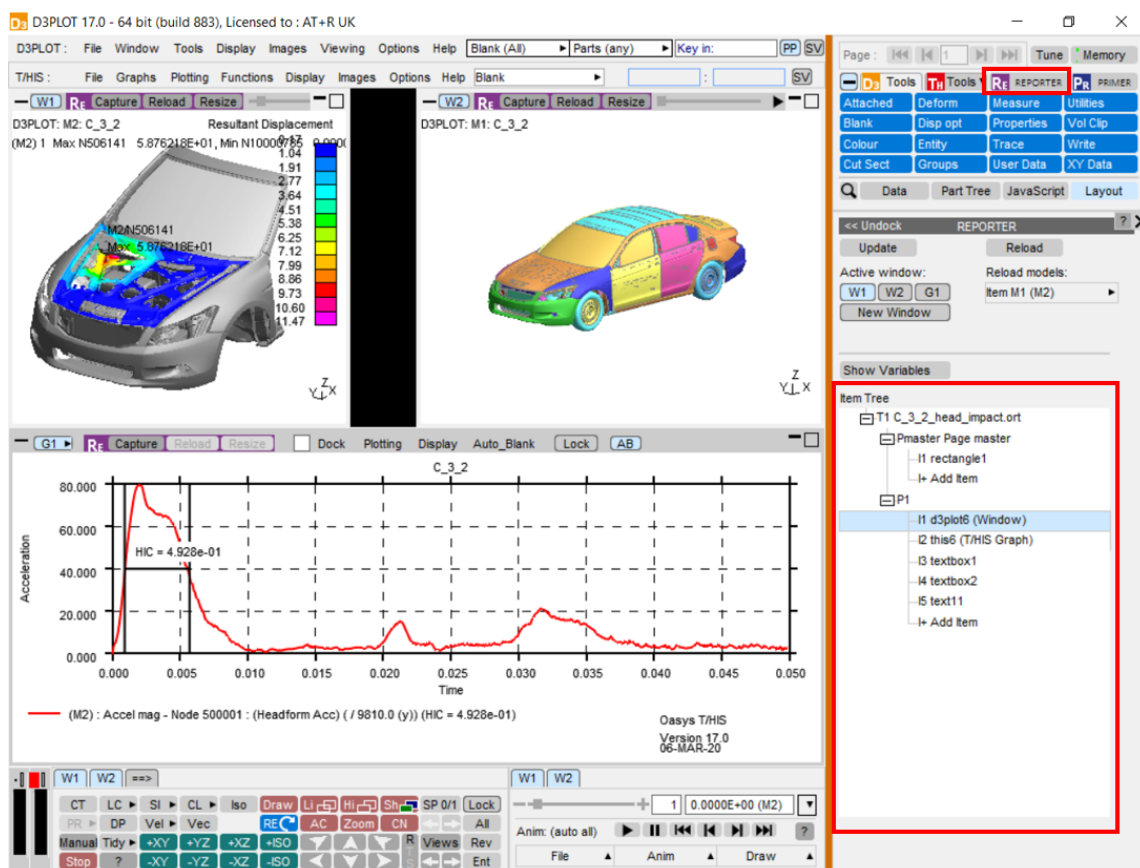 D3PLOT 17.0 - 64 bit (build 883), Licensed to : AT+R UK
D3PLOT : File Window Tools Display Images Viewing Options Help Blank (All) Parts (any) Key in: PP SV
T/HIS : File Graphs Plotting Functions Display Images Options Help Blank : SV
W1 RE Capture Reload Resize
D3PLOT: M2: C_3_2 Resultant Displacement
(M2) 1 Max N506141 5.876218E+01, Min N10000785
1.04
1.91
2.77
3.64
4.51
5.38
6.25
7.12
7.99
8.86
9.73
10.60
11.47
M2/N506141
Max 5.876218E+01
Z
Y X
W2 RE Capture Reload Resize
D3PLOT: M1: C_3_2
Z
Y X
G1 RE Capture Reload Resize Dock Plotting Display Auto_Blank Lock AB
C_3_2
Acceleration
80.000
60.000
40.000
20.000
0.000
HIC = 4.928e-01
0.000 0.005 0.010 0.015 0.020 0.025 0.030 0.035 0.040 0.045 0.050
Time
(M2) : Accel mag - Node 500001 : (Headform Acc) ( / 9810.0 (y)) (HIC = 4.928e-01)
Oasys T/HIS
Version 17.0
06-MAR-20
W1 W2 ==>
CT LC SI CL Iso Draw Li Hi Sh SP 0/1 Lock
PR DP Vel Vec RE AC Zoom CN All
Manual Tidy +XY +YZ +XZ +ISO R Views Rev
Stop ? -XY -YZ -XZ -ISO Ent
W1 W2
1 0.0000E+00 (M2)
Anim: (auto all) ?
File Anim Draw
Page : 1 Tune Memory
D3 Tools TH Tools RE REPORTER PR PRIMER
Attached Deform Measure Utilities
Blank Disp opt Properties Vol Clip
Colour Entity Trace Write
Cut Sect Groups User Data XY Data
Data Part Tree JavaScript Layout
<< Undock REPORTER ? X
Update Reload
Active window: Reload models:
W1 W2 G1 Item M1 (M2)
New Window
Show Variables
Item Tree
T1 C_3_2_head_impact.ort
Pmaster Page master
I1 rectangle1
I+ Add Item
P1
I1 d3plot6 (Window)
I2 this6 (T/HIS Graph)
I3 textbox1
I4 textbox2
I5 text11
I+ Add Item